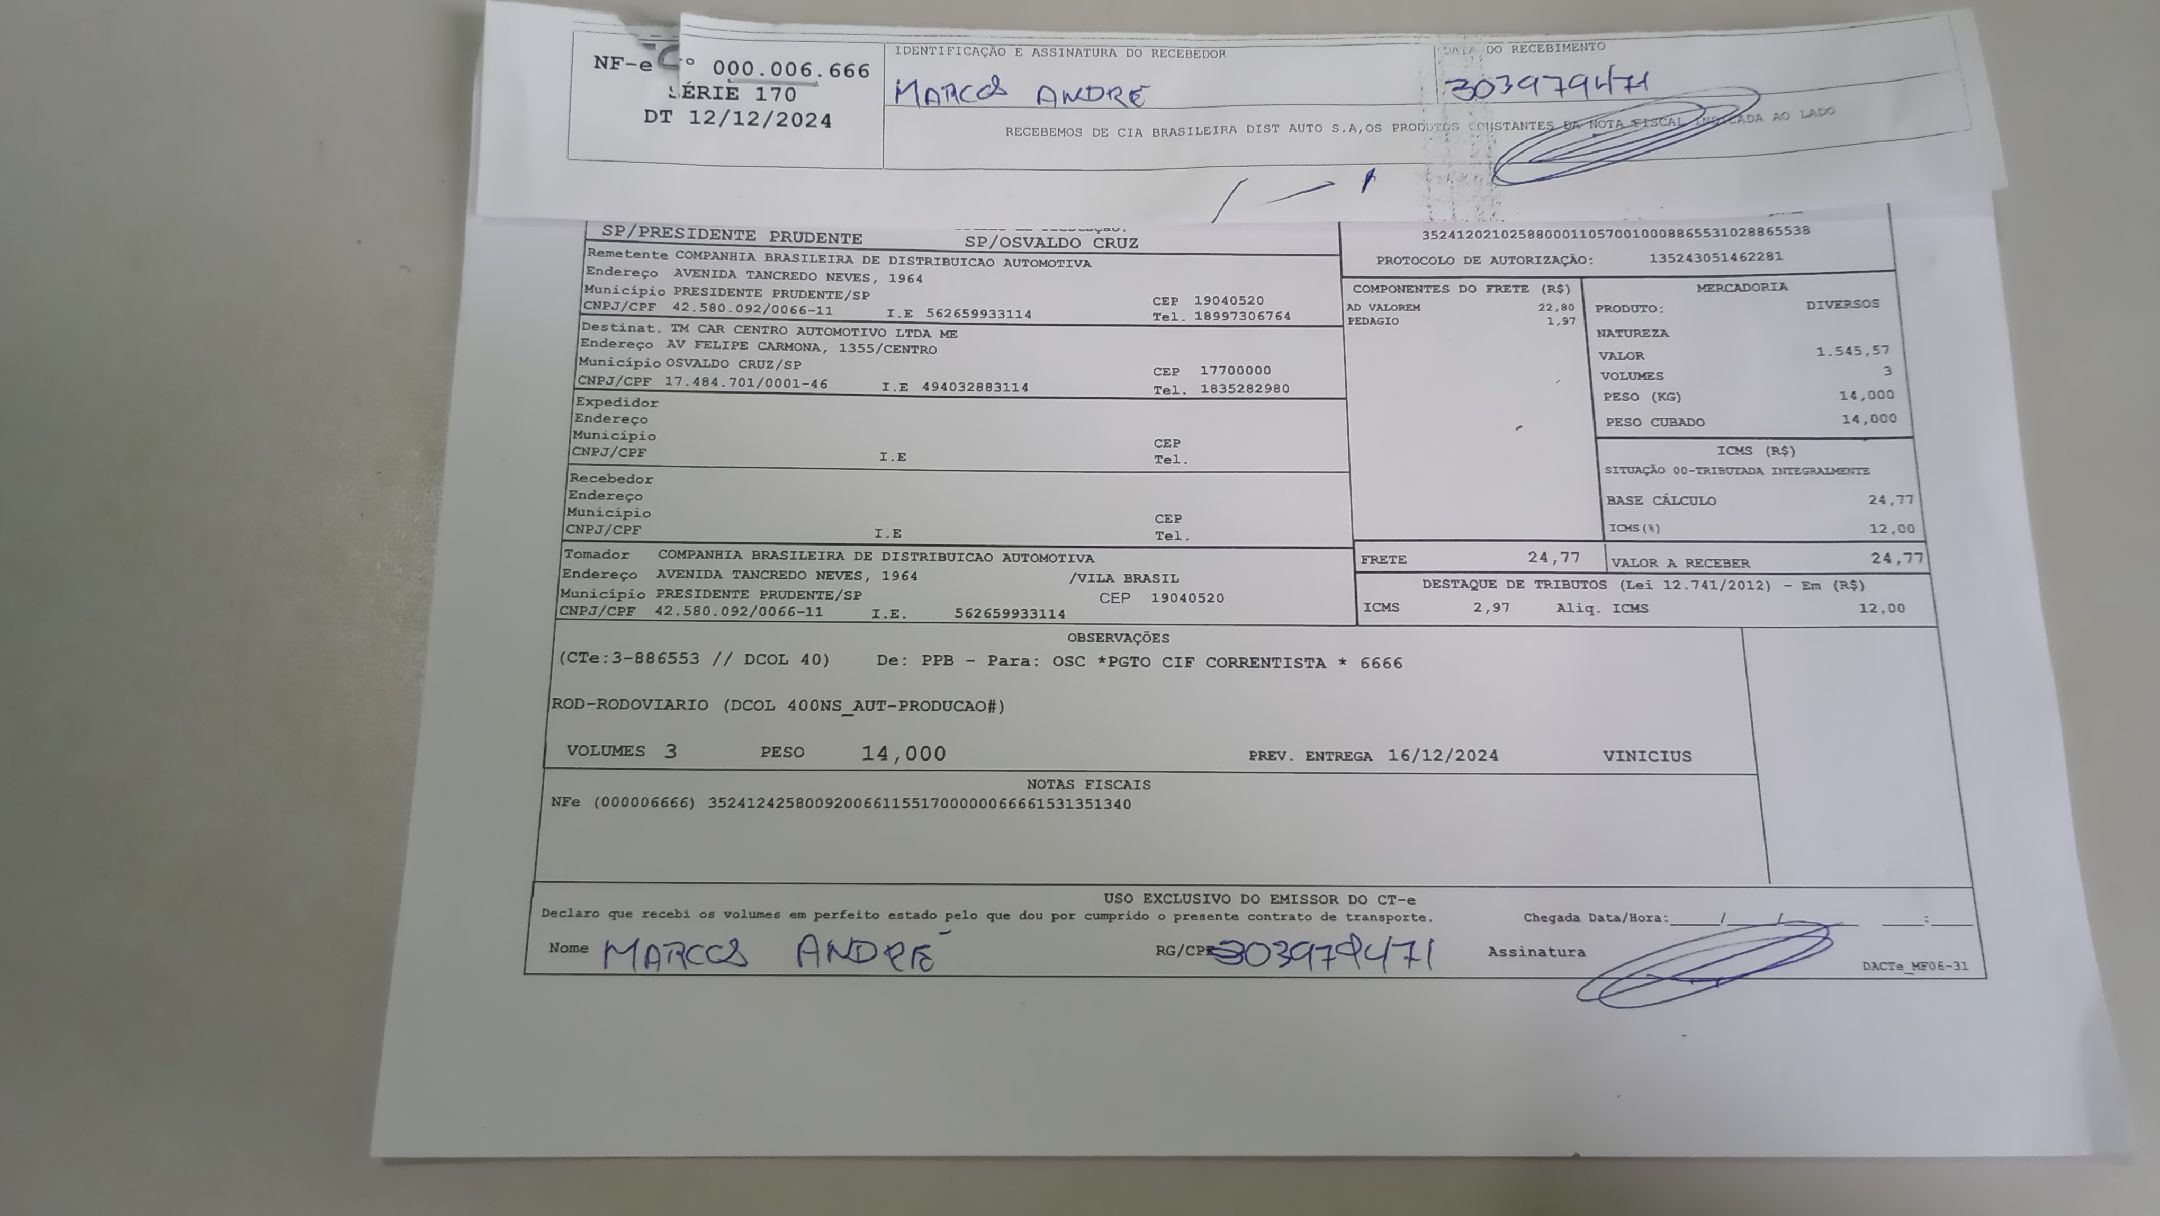 NF-e Nº 000.006.666
SÉRIE 170
DT 12/12/2024
IDENTIFICAÇÃO E ASSINATURA DO RECEBEDOR
MARCOS ANDRE
DATA DO RECEBIMENTO
303979471
RECEBEMOS DE CIA BRASILEIRA DIST AUTO S.A,OS PRODUTOS CONSTANTES DA NOTA FISCAL INDICADA AO LADO
SP/PRESIDENTE PRUDENTE SP/OSVALDO CRUZ
35241202102588000110570010008865531028865538
PROTOCOLO DE AUTORIZAÇÃO: 135243051462281
Remetente COMPANHIA BRASILEIRA DE DISTRIBUICAO AUTOMOTIVA
Endereço AVENIDA TANCREDO NEVES, 1964
Município PRESIDENTE PRUDENTE/SP CEP 19040520
CNPJ/CPF 42.580.092/0066-11 I.E 562659933114 Tel. 18997306764
Destinat. TM CAR CENTRO AUTOMOTIVO LTDA ME
Endereço AV FELIPE CARMONA, 1355/CENTRO
Município OSVALDO CRUZ/SP CEP 17700000
CNPJ/CPF 17.484.701/0001-46 I.E 494032883114 Tel. 1835282980
Expedidor
Endereço
Município CEP
CNPJ/CPF I.E Tel.
Recebedor
Endereço
Município CEP
CNPJ/CPF I.E Tel.
Tomador COMPANHIA BRASILEIRA DE DISTRIBUICAO AUTOMOTIVA
Endereço AVENIDA TANCREDO NEVES, 1964 /VILA BRASIL
Município PRESIDENTE PRUDENTE/SP CEP 19040520
CNPJ/CPF 42.580.092/0066-11 I.E. 562659933114
COMPONENTES DO FRETE (R$)
AD VALOREM 22,80
PEDAGIO 1,97
MERCADORIA
PRODUTO: DIVERSOS
NATUREZA
VALOR 1.545,57
VOLUMES 3
PESO (KG) 14,000
PESO CUBADO 14,000
ICMS (R$)
SITUAÇÃO 00-TRIBUTADA INTEGRALMENTE
BASE CÁLCULO 24,77
ICMS(%) 12,00
FRETE 24,77 VALOR A RECEBER 24,77
DESTAQUE DE TRIBUTOS (Lei 12.741/2012) - Em (R$)
ICMS 2,97 Aliq. ICMS 12,00
OBSERVAÇÕES
(CTe:3-886553 // DCOL 40) De: PPB - Para: OSC *PGTO CIF CORRENTISTA * 6666
ROD-RODOVIARIO (DCOL 400NS_AUT-PRODUCAO#)
VOLUMES 3 PESO 14,000 PREV. ENTREGA 16/12/2024 VINICIUS
NOTAS FISCAIS
NFe (000006666) 35241242580092006611551700000066661531351340
USO EXCLUSIVO DO EMISSOR DO CT-e
Declaro que recebi os volumes em perfeito estado pelo que dou por cumprido o presente contrato de transporte. Chegada Data/Hora:____/____/____ ____:____
Nome MARCOS ANDRÉ RG/CPF 303979471 Assinatura
DACTe_MF06-31